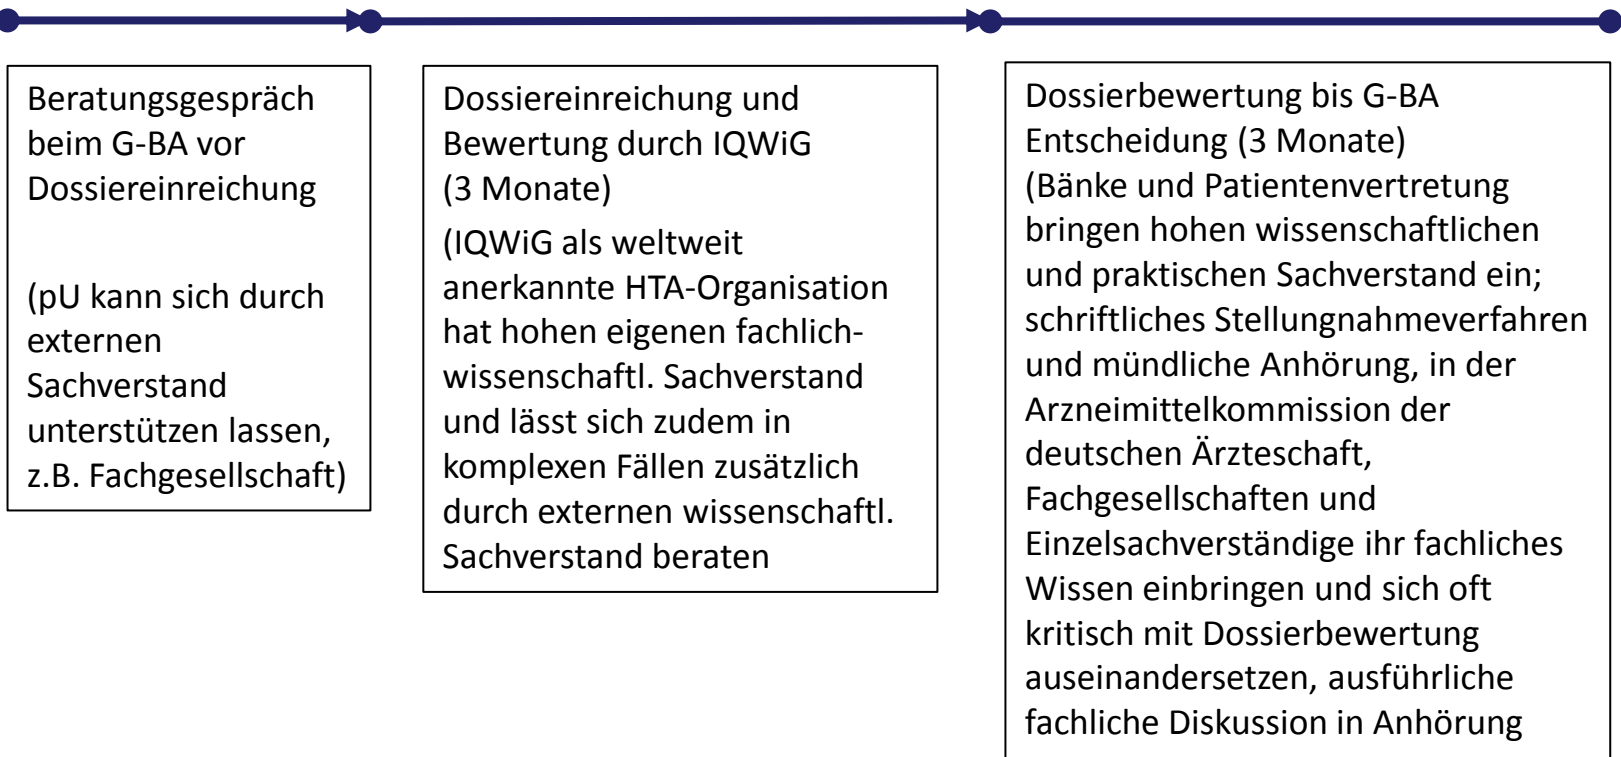 Beratungsgespräch
beim G-BA vor
Dossiereinreichung
(pU kann sich durch
externen
Sachverstand
unterstützen lassen,
z.B. Fachgesellschaft)
Dossiereinreichung und
Bewertung durch IQWiG
(3 Monate)
(IQWiG als weltweit
anerkannte HTA-Organisation
hat hohen eigenen fachlich-
wissenschaftl. Sachverstand
und lässt sich zudem in
komplexen Fällen zusätzlich
durch externen wissenschaftl.
Sachverstand beraten
Dossierbewertung bis G-BA
Entscheidung (3 Monate)
(Bänke und Patientenvertretung
bringen hohen wissenschaftlichen
und praktischen Sachverstand ein;
schriftliches Stellungnahmeverfahren
und mündliche Anhörung, in der
Arzneimittelkommission der
deutschen Ärzteschaft,
Fachgesellschaften und
Einzelsachverständige ihr fachliches
Wissen einbringen und sich oft
kritisch mit Dossierbewertung
auseinandersetzen, ausführliche
fachliche Diskussion in Anhörung